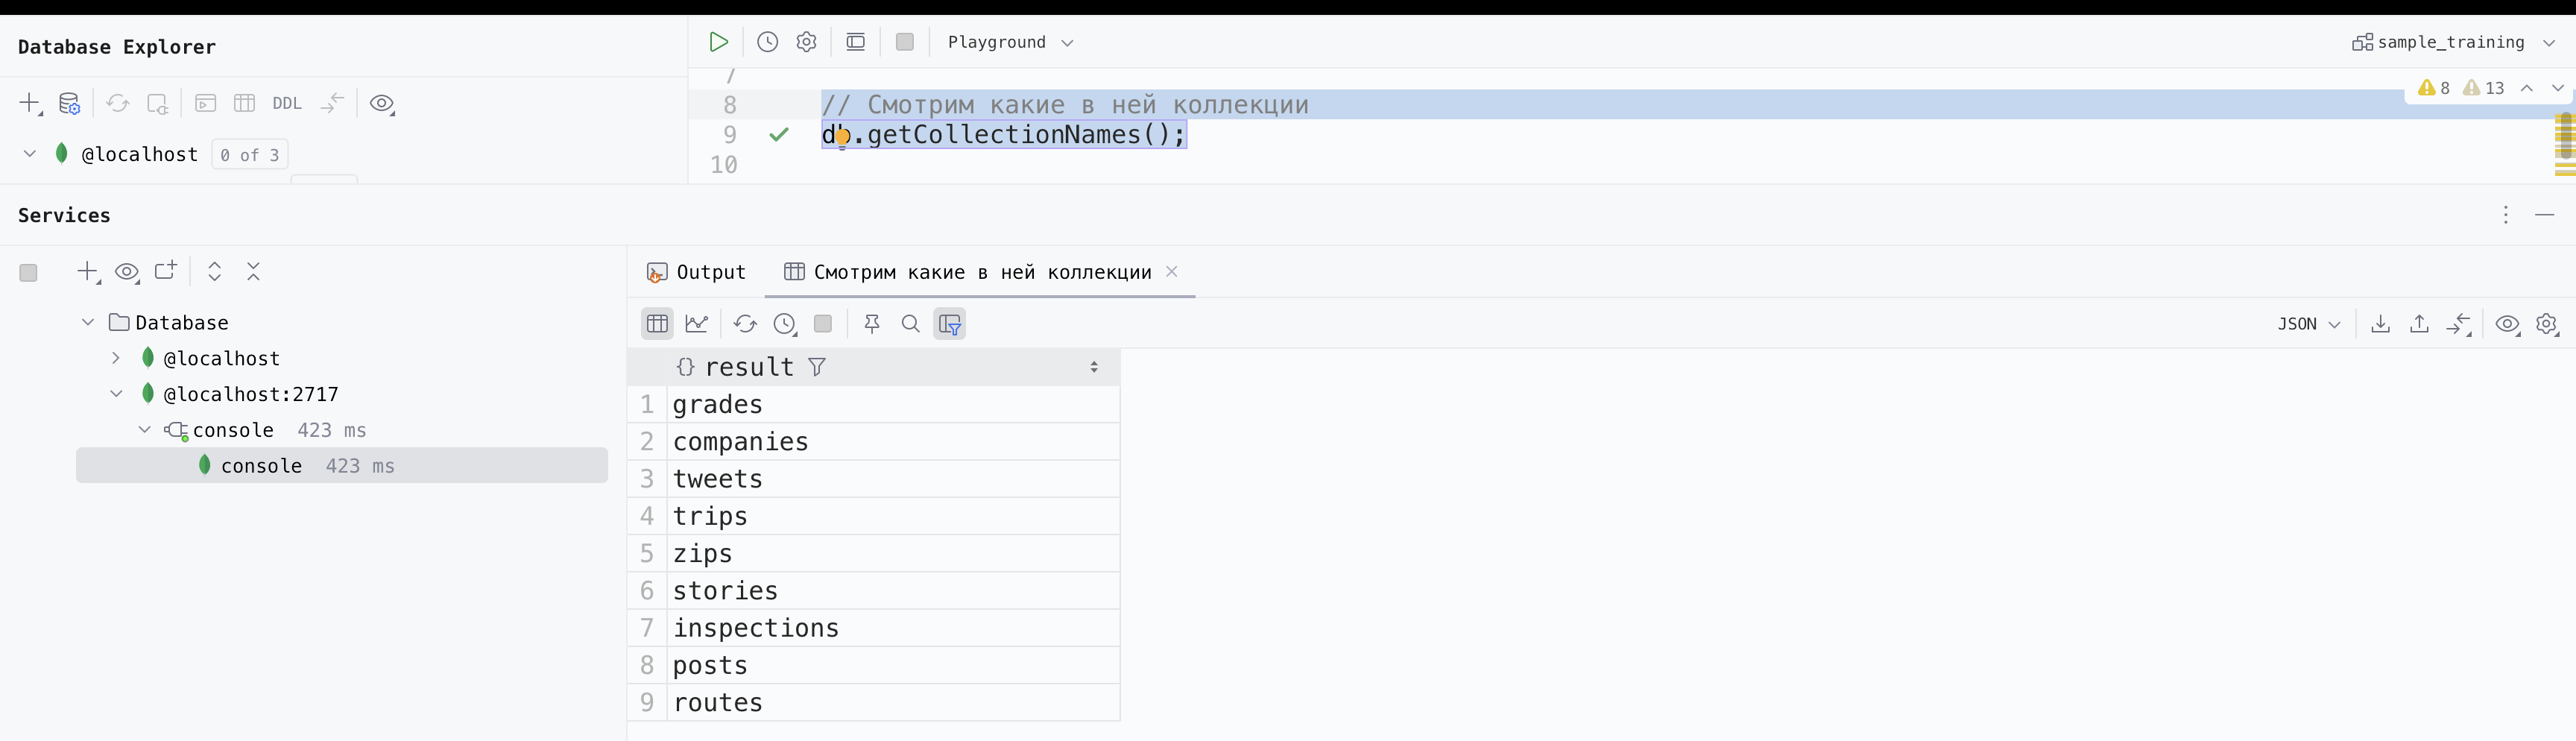 Database Explorer
Playground
sample_training
DDL
7
8 // Смотрим какие в ней коллекции
8 13
9 db.getCollectionNames();
@localhost 0 of 3
10
Services
Output
Смотрим какие в ней коллекции
Database
JSON
@localhost
@localhost:2717
console 423 ms
console 423 ms
{} result
1 grades
2 companies
3 tweets
4 trips
5 zips
6 stories
7 inspections
8 posts
9 routes